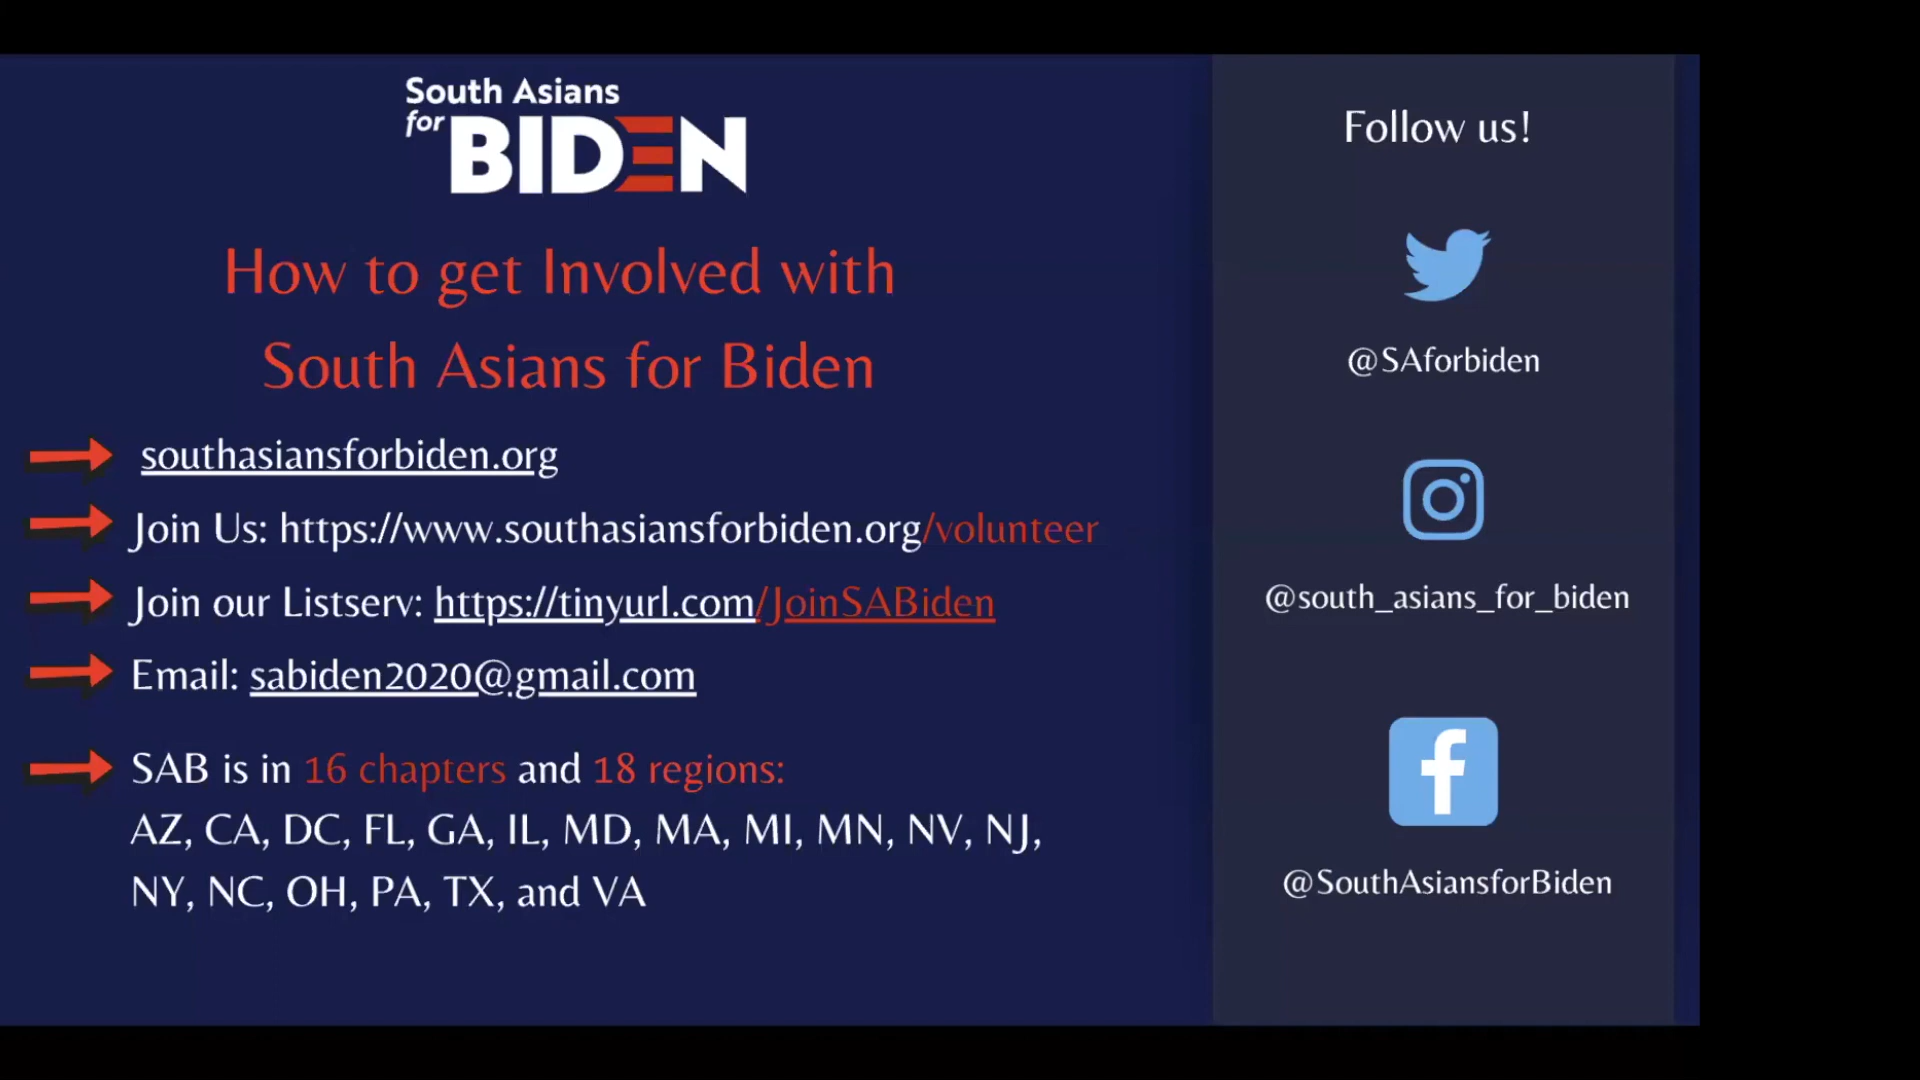 South Asians
for BIDEN
How to get Involved with
South Asians for Biden
southasiansforbiden.org
Join Us: https://www.southasiansforbiden.org/volunteer
Join our Listserv: https://tinyurl.com/JoinSABiden
Email: sabiden2020@gmail.com
SAB is in 16 chapters and 18 regions:
AZ, CA, DC, FL, GA, IL, MD, MA, MI, MN, NV, NJ,
NY, NC, OH, PA, TX, and VA
Follow us!
@SAforbiden
@south_asians_for_biden
@SouthAsiansforBiden